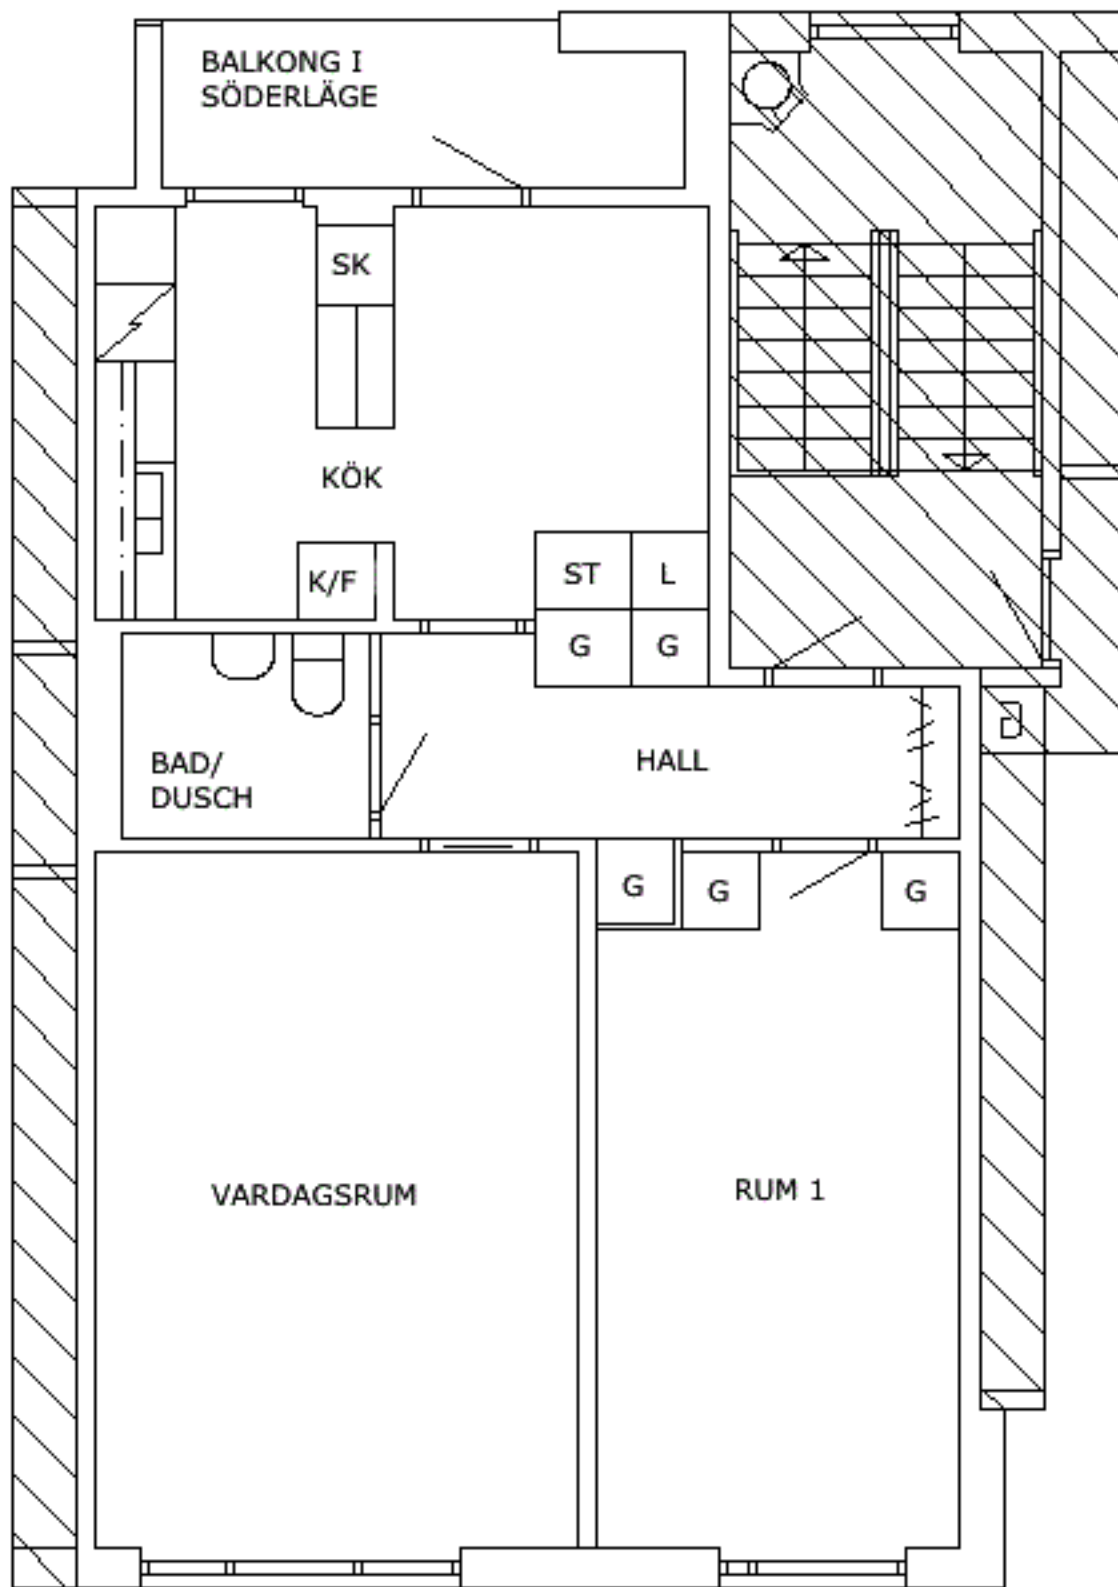 BALKONG I
SÖDERLÄGE
SK
KÖK
K/F
ST L
G G
BAD/
DUSCH
HALL
G G G
VARDAGSRUM
RUM 1